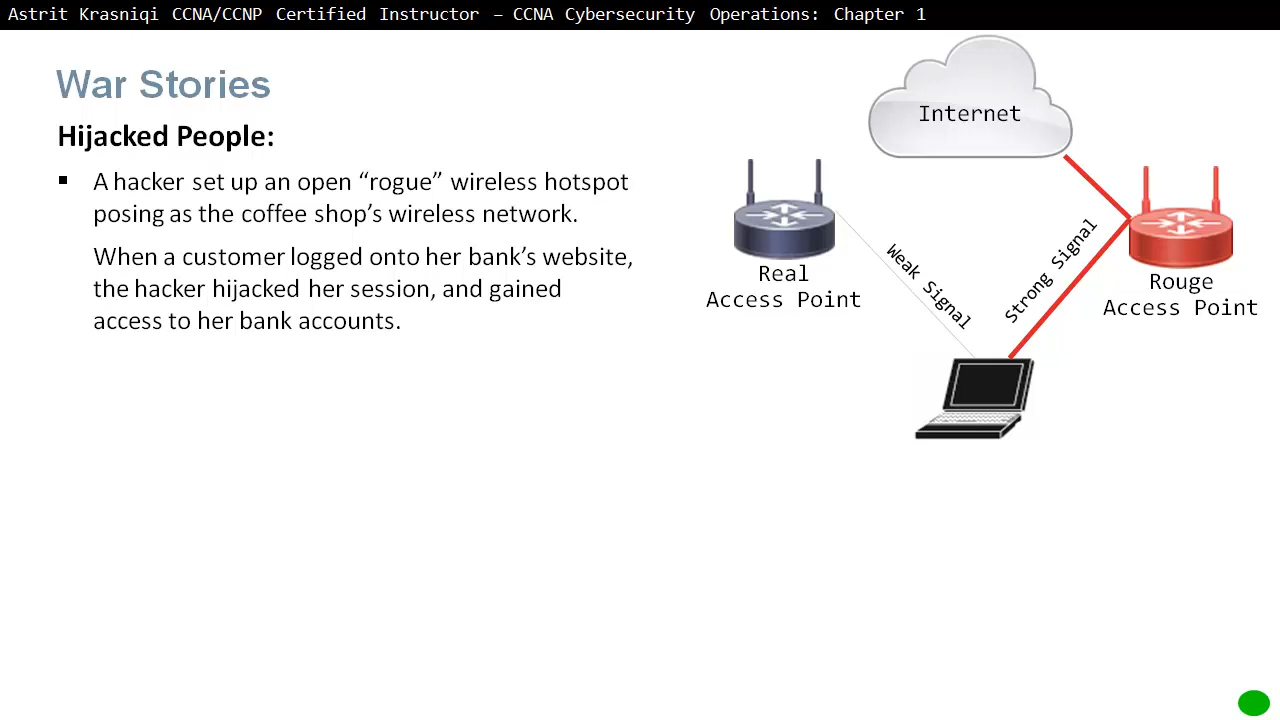 Astrit Krasniqi CCNA/CCNP Certified Instructor – CCNA Cybersecurity Operations: Chapter 1
War Stories
Hijacked People:
▪ A hacker set up an open “rogue” wireless hotspot
posing as the coffee shop’s wireless network.
When a customer logged onto her bank’s website,
the hacker hijacked her session, and gained
access to her bank accounts.
Internet
Real
Access Point
Weak Signal
Strong Signal
Rouge
Access Point